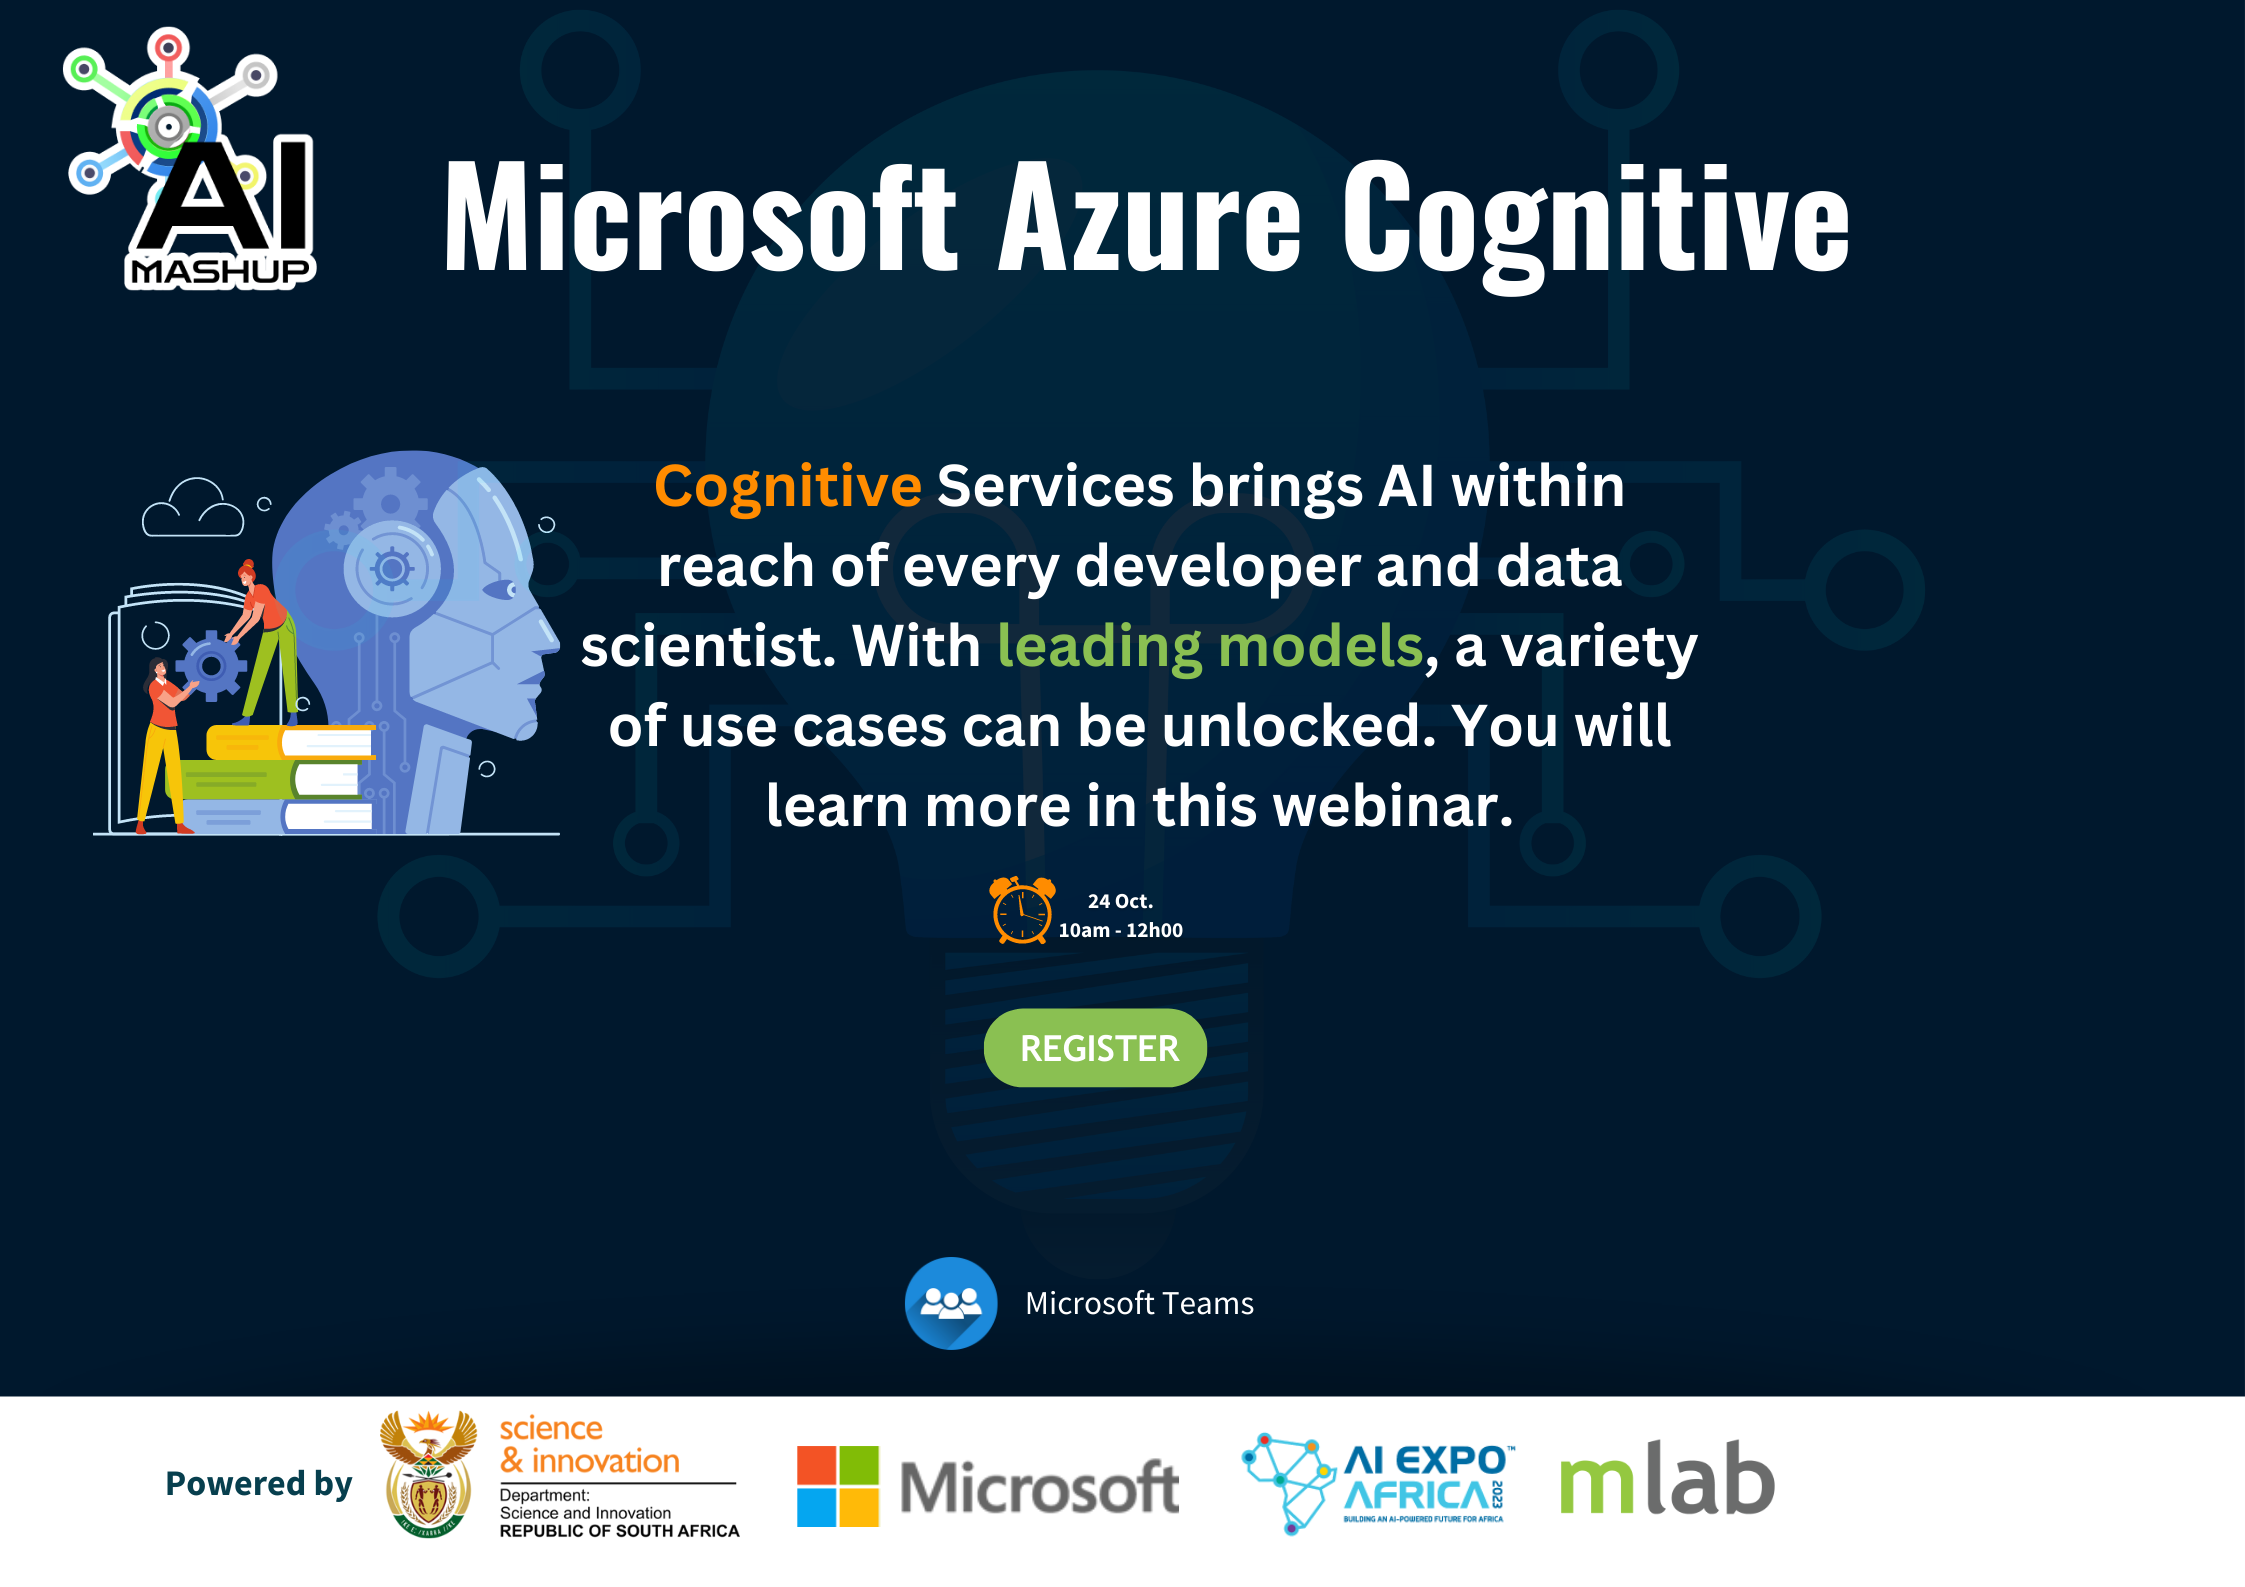 AI
MASHUP
Microsoft Azure Cognitive
Cognitive Services brings AI within
reach of every developer and data
scientist. With leading models, a variety
of use cases can be unlocked. You will
learn more in this webinar.
24 Oct.
10am - 12h00
REGISTER
Microsoft Teams
Powered by
science
& innovation
Department:
Science and Innovation
REPUBLIC OF SOUTH AFRICA
Microsoft
AI EXPO™
AFRICA 2023
BUILDING AN AI-POWERED FUTURE FOR AFRICA
mlab